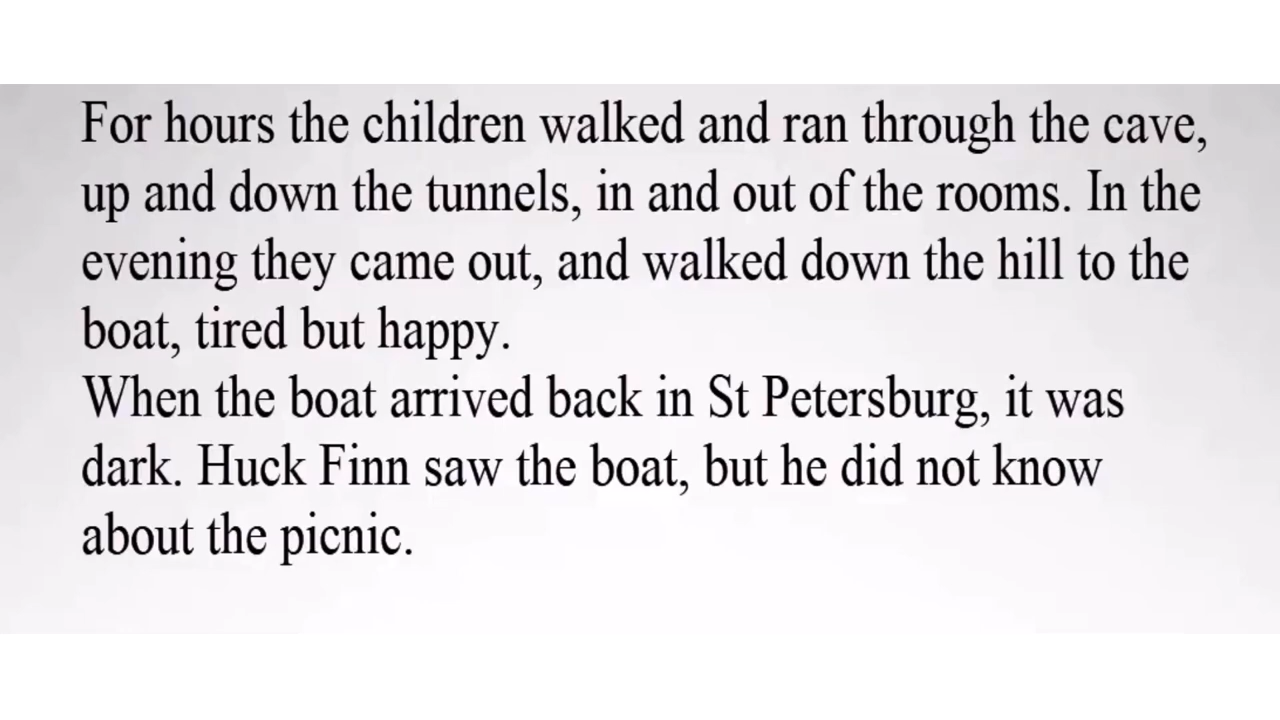 For hours the children walked and ran through the cave,
up and down the tunnels, in and out of the rooms. In the
evening they came out, and walked down the hill to the
boat, tired but happy.
When the boat arrived back in St Petersburg, it was
dark. Huck Finn saw the boat, but he did not know
about the picnic.